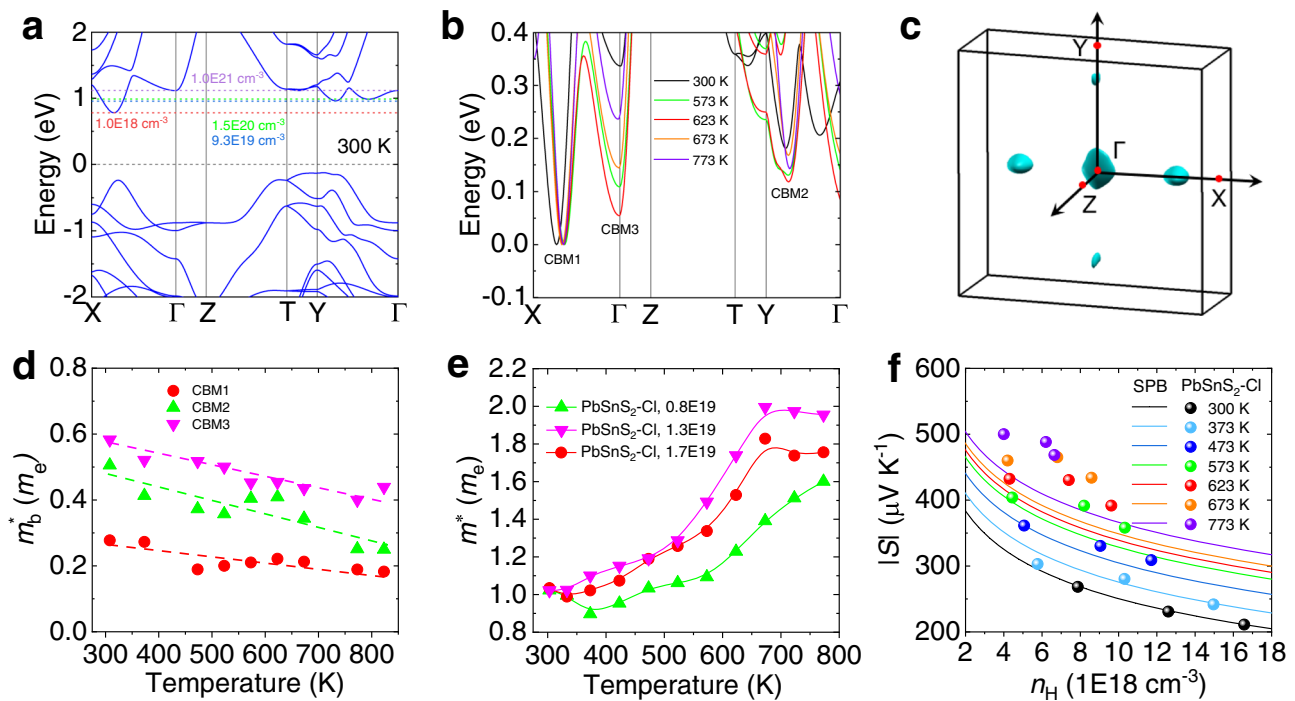 a
2
1
0
-1
-2
Energy (eV)
1.0E21 cm⁻³
1.0E18 cm⁻³
1.5E20 cm⁻³
9.3E19 cm⁻³
300 K
X Γ Z T Y Γ
b
0.4
0.3
0.2
0.1
0.0
-0.1
Energy (eV)
300 K
573 K
623 K
673 K
773 K
CBM1
CBM3
CBM2
X Γ Z T Y Γ
c
Y
Γ
Z
X
d
0.8
0.6
0.4
0.2
0.0
m*b (me)
CBM1
CBM2
CBM3
300 400 500 600 700 800
Temperature (K)
e
2.2
2.0
1.8
1.6
1.4
1.2
1.0
0.8
m* (me)
PbSnS₂-Cl, 0.8E19
PbSnS₂-Cl, 1.3E19
PbSnS₂-Cl, 1.7E19
300 400 500 600 700 800
Temperature (K)
f
600
500
400
300
200
|S| (μV K⁻¹)
SPB PbSnS₂-Cl
300 K
373 K
473 K
573 K
623 K
673 K
773 K
2 4 6 8 10 12 14 16 18
nH (1E18 cm⁻³)